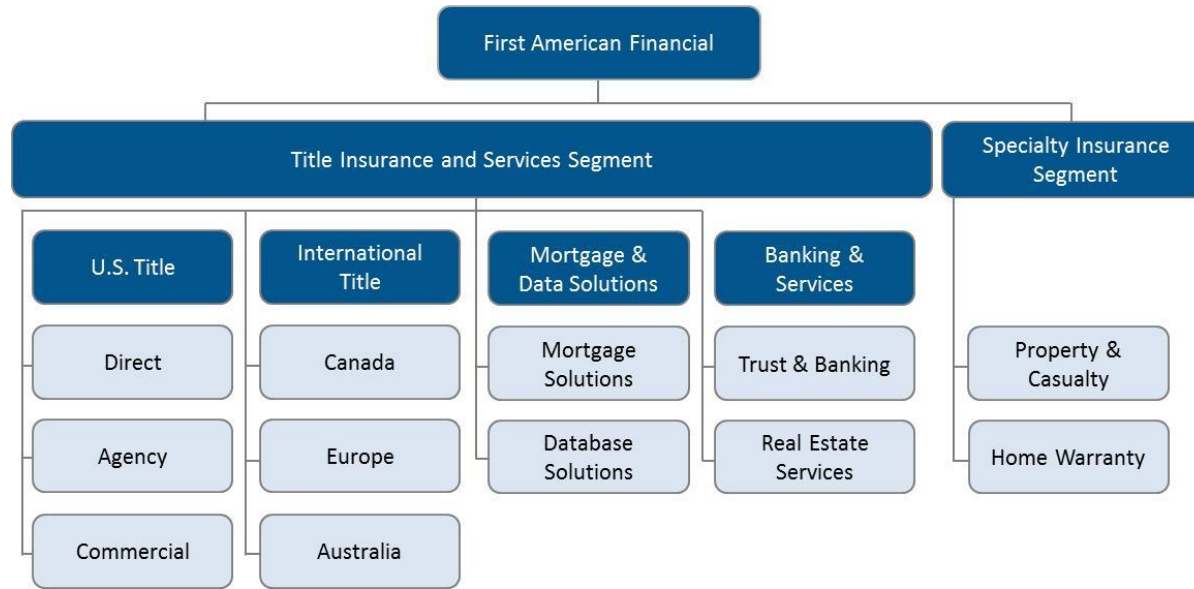 First American Financial
Title Insurance and Services Segment
Specialty Insurance
Segment
U.S. Title
International
Title
Mortgage &
Data Solutions
Banking &
Services
Direct
Canada
Mortgage
Solutions
Trust & Banking
Property &
Casualty
Agency
Europe
Database
Solutions
Real Estate
Services
Home Warranty
Commercial
Australia